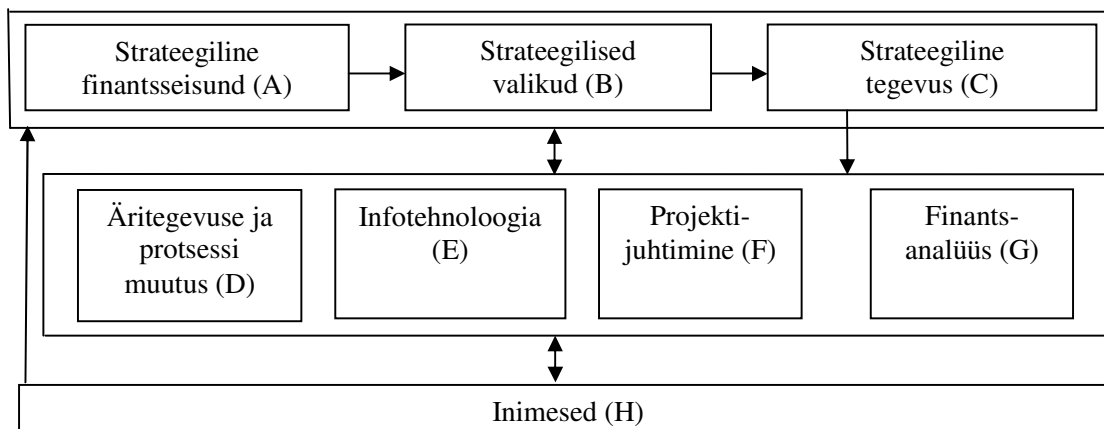 Strateegiline
finantsseisund (A)
Strateegilised
valikud (B)
Strateegiline
tegevus (C)
Äritegevuse ja
protsessi
muutus (D)
Infotehnoloogia
(E)
Projekti-
juhtimine (F)
Finants-
analüüs (G)
Inimesed (H)